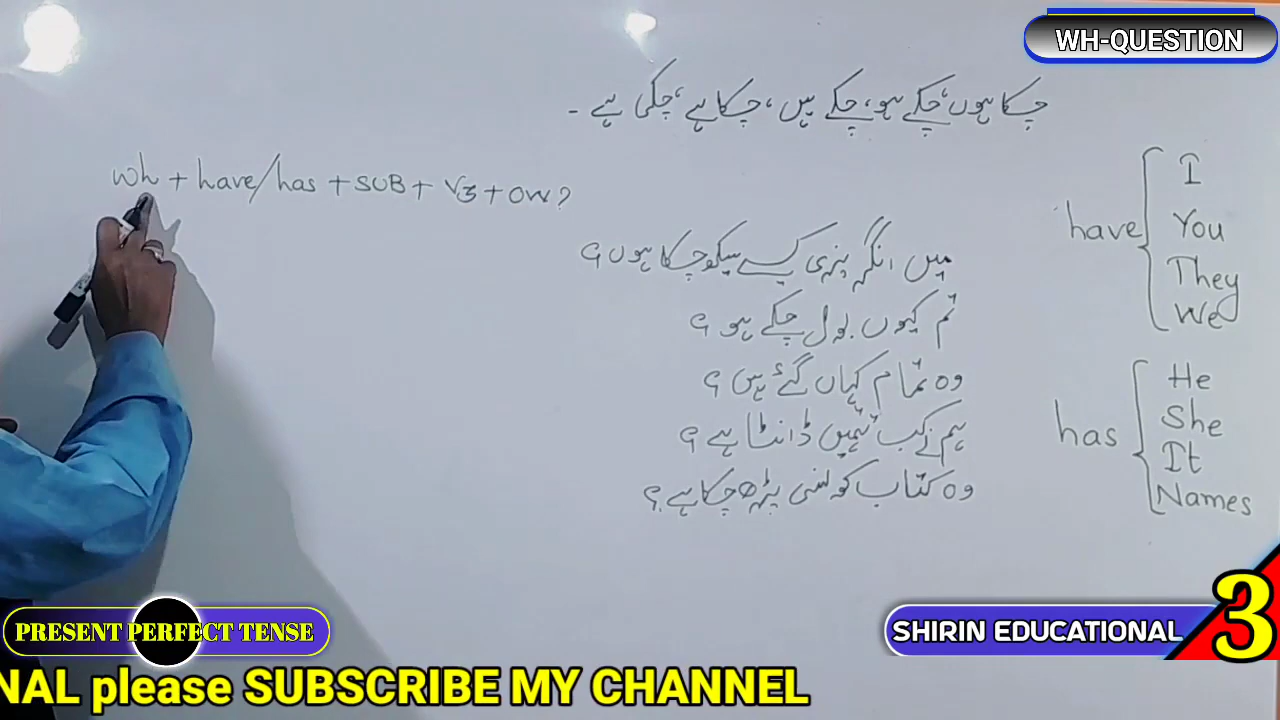 WH-QUESTION
چکا ہوں، چکے ہو، چکے ہیں، چکا ہے، چکی ہے ۔
Wh + have/has + SUB + V3 + OW?
have { I
You
They
We
has { He
She
It
Names
میں انگریزی کیسے سیکھ چکا ہوں؟
تم کیوں بول چکے ہو؟
وہ تمام کہاں گئے ہیں؟
ہم نے کب تمہیں ڈانٹا ہے؟
وہ کتاب کونسی پڑھ چکا ہے؟
PRESENT PERFECT TENSE
SHIRIN EDUCATIONAL
3
NAL please SUBSCRIBE MY CHANNEL